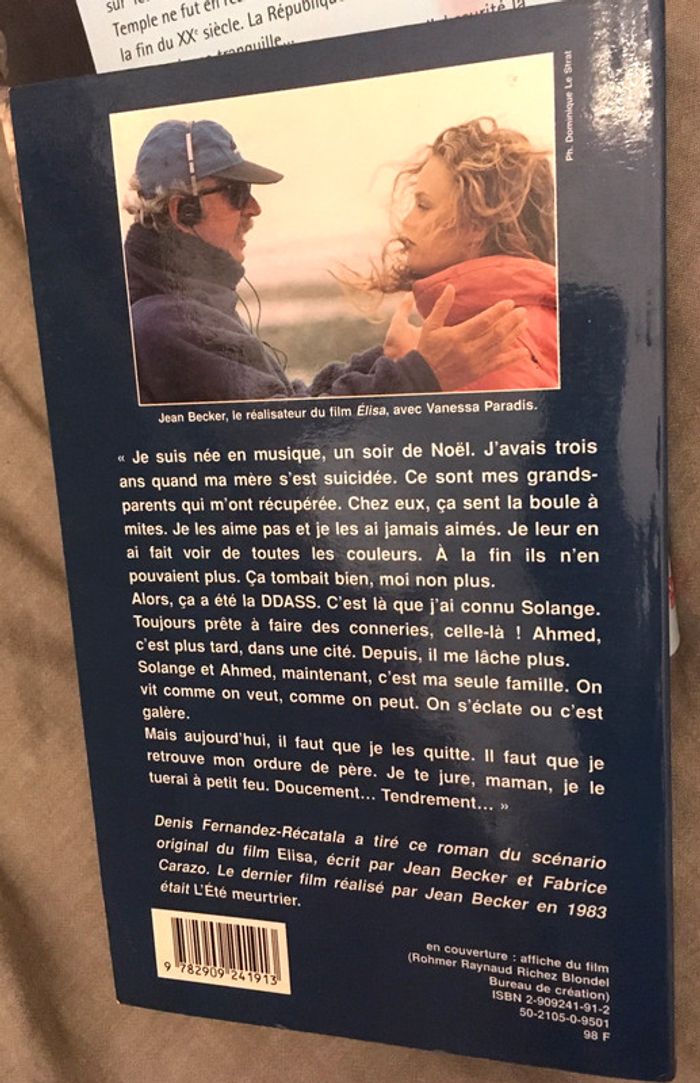 sur
Temple ne fut en
la fin du XXᵉ siècle. La République
tranquille...
sécurité la
Ph. Dominique Le Strat
Jean Becker, le réalisateur du film Élisa, avec Vanessa Paradis.
« Je suis née en musique, un soir de Noël. J'avais trois
ans quand ma mère s'est suicidée. Ce sont mes grands-
parents qui m'ont récupérée. Chez eux, ça sent la boule à
mites. Je les aime pas et je les ai jamais aimés. Je leur en
ai fait voir de toutes les couleurs. À la fin ils n'en
pouvaient plus. Ça tombait bien, moi non plus.
Alors, ça a été la DDASS. C'est là que j'ai connu Solange.
Toujours prête à faire des conneries, celle-là ! Ahmed,
c'est plus tard, dans une cité. Depuis, il me lâche plus.
Solange et Ahmed, maintenant, c'est ma seule famille. On
vit comme on veut, comme on peut. On s'éclate ou c'est
galère.
Mais aujourd'hui, il faut que je les quitte. Il faut que je
retrouve mon ordure de père. Je te jure, maman, je le
tuerai à petit feu. Doucement... Tendrement... »
Denis Fernandez-Récatala a tiré ce roman du scénario
original du film Elisa, écrit par Jean Becker et Fabrice
Carazo. Le dernier film réalisé par Jean Becker en 1983
était L'Été meurtrier.
9 782909 241913
en couverture : affiche du film
(Rohmer Raynaud Richez Blondel
Bureau de création)
ISBN 2-909241-91-2
50-2105-0-9501
98 F